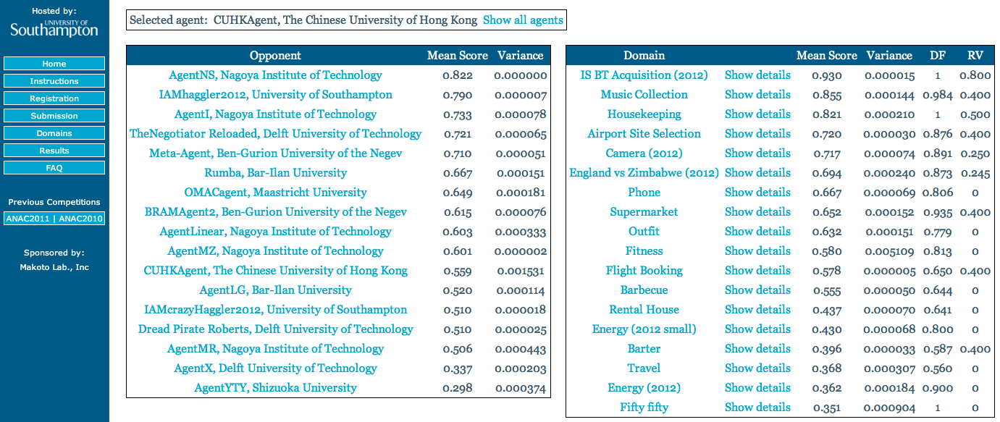 Hosted by:
UNIVERSITY OF
Southampton
Home
Instructions
Registration
Submission
Domains
Results
FAQ
Previous Competitions
ANAC2011 | ANAC2010
Sponsored by:
Makoto Lab., Inc
Selected agent: CUHKAgent, The Chinese University of Hong Kong Show all agents
Opponent Mean Score Variance
AgentNS, Nagoya Institute of Technology 0.822 0.000000
IAMhaggler2012, University of Southampton 0.790 0.000007
AgentI, Nagoya Institute of Technology 0.733 0.000078
TheNegotiator Reloaded, Delft University of Technology 0.721 0.000065
Meta-Agent, Ben-Gurion University of the Negev 0.710 0.000051
Rumba, Bar-Ilan University 0.667 0.000151
OMACagent, Maastricht University 0.649 0.000181
BRAMAgent2, Ben-Gurion University of the Negev 0.615 0.000076
AgentLinear, Nagoya Institute of Technology 0.603 0.000333
AgentMZ, Nagoya Institute of Technology 0.601 0.000002
CUHKAgent, The Chinese University of Hong Kong 0.559 0.001531
AgentLG, Bar-Ilan University 0.520 0.000114
IAMcrazyHaggler2012, University of Southampton 0.510 0.000018
Dread Pirate Roberts, Delft University of Technology 0.510 0.000025
AgentMR, Nagoya Institute of Technology 0.506 0.000443
AgentX, Delft University of Technology 0.337 0.000203
AgentYTY, Shizuoka University 0.298 0.000374
Domain Mean Score Variance DF RV
IS BT Acquisition (2012) Show details 0.930 0.000015 1 0.800
Music Collection Show details 0.855 0.000144 0.984 0.400
Housekeeping Show details 0.821 0.000210 1 0.500
Airport Site Selection Show details 0.720 0.000030 0.876 0.400
Camera (2012) Show details 0.717 0.000074 0.891 0.250
England vs Zimbabwe (2012) Show details 0.694 0.000240 0.873 0.245
Phone Show details 0.667 0.000069 0.806 0
Supermarket Show details 0.652 0.000152 0.935 0.400
Outfit Show details 0.632 0.000151 0.779 0
Fitness Show details 0.580 0.005109 0.813 0
Flight Booking Show details 0.578 0.000005 0.650 0.400
Barbecue Show details 0.555 0.000050 0.644 0
Rental House Show details 0.437 0.000070 0.641 0
Energy (2012 small) Show details 0.430 0.000068 0.800 0
Barter Show details 0.396 0.000033 0.587 0.400
Travel Show details 0.368 0.000307 0.560 0
Energy (2012) Show details 0.362 0.000184 0.900 0
Fifty fifty Show details 0.351 0.000904 1 0